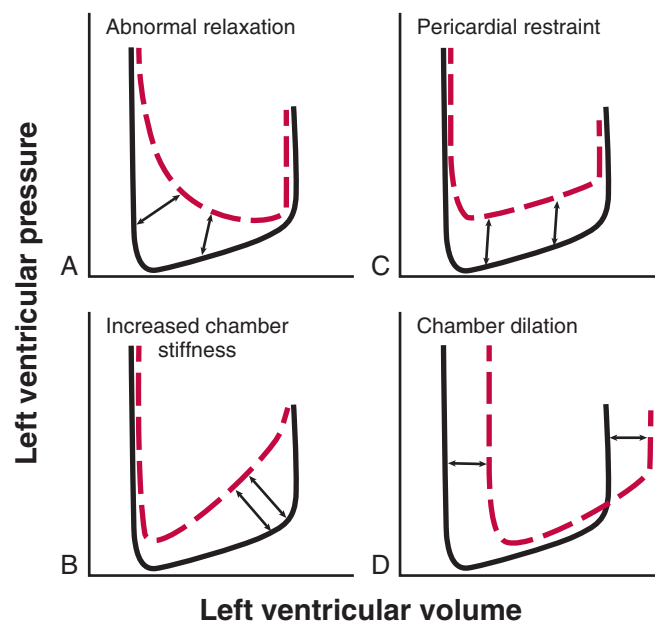 Abnormal relaxation
Pericardial restraint
A
C
Increased chamber
stiffness
Chamber dilation
B
D
Left ventricular pressure
Left ventricular volume